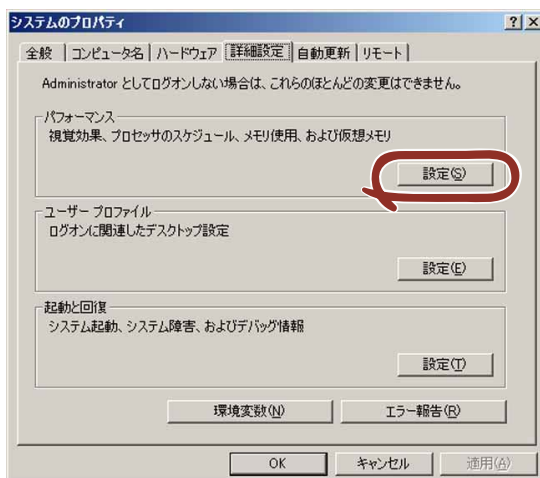 システムのプロパティ
? ×
全般 コンピュータ名 ハードウェア 詳細設定 自動更新 リモート
Administrator としてログオンしない場合は、これらのほとんどの変更はできません。
パフォーマンス
視覚効果、プロセッサのスケジュール、メモリ使用、および仮想メモリ
設定(S)
ユーザー プロファイル
ログオンに関連したデスクトップ設定
設定(E)
起動と回復
システム起動、システム障害、およびデバッグ情報
設定(T)
環境変数(N) エラー報告(R)
OK キャンセル 適用(A)